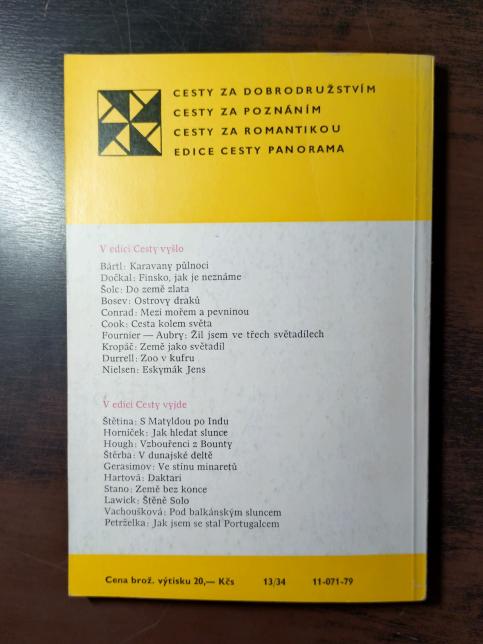 CESTY ZA DOBRODRUŽSTVÍM
CESTY ZA POZNÁNÍM
CESTY ZA ROMANTIKOU
EDICE CESTY PANORAMA
V edici Cesty vyšlo
Bártl: Karavany půlnoci
Dočkal: Finsko, jak je neznáme
Šolc: Do země zlata
Bosev: Ostrovy draků
Conrad: Mezi mořem a pevninou
Cook: Cesta kolem světa
Fournier — Aubry: Žil jsem ve třech světadílech
Kropáč: Země jako světadíl
Durrell: Zoo v kufru
Nielsen: Eskymák Jens
V edici Cesty vyjde
Štětina: S Matyldou po Indu
Horníček: Jak hledat slunce
Hough: Vzbouřenci z Bounty
Štěrba: V dunajské deltě
Gerasimov: Ve stínu minaretů
Hartová: Daktari
Stano: Země bez konce
Lawick: Štěně Solo
Vachoušková: Pod balkánským sluncem
Petrželka: Jak jsem se stal Portugalcem
Cena brož. výtisku 20,— Kčs 13/34 11-071-79